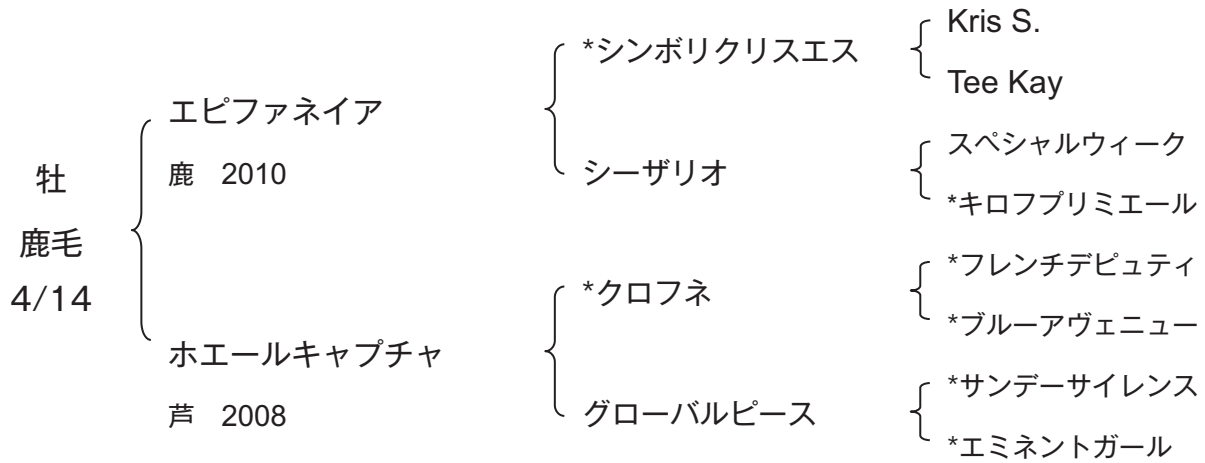 牡
鹿毛
4/14
エピファネイア
鹿 2010
ホエールキャプチャ
芦 2008
*シンボリクリスエス
シーザリオ
*クロフネ
グローバルピース
Kris S.
Tee Kay
スペシャルウィーク
*キロフプリミエール
*フレンチデピュティ
*ブルーアヴェニュー
*サンデーサイレンス
*エミネントガール